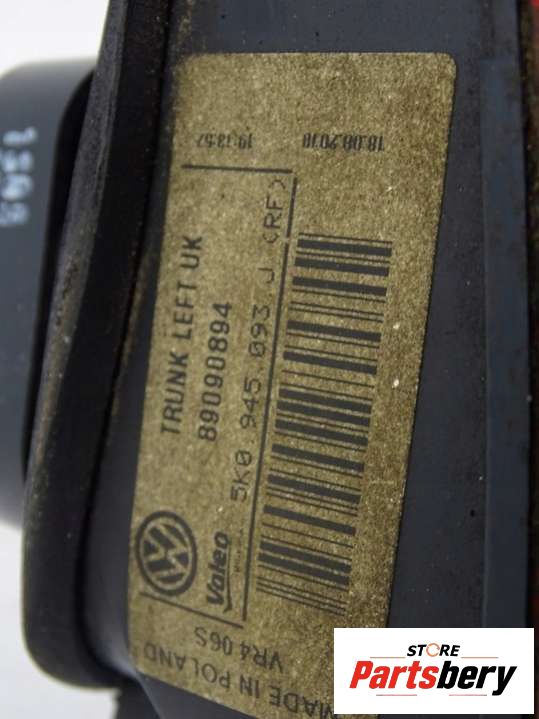 TRUNK LEFT UK
89090894
5K0 945 093 J (RF)
19:13:57
18.08.2010
Valeo
VR4 06S
MADE IN POLAND
STORE
Partsbery